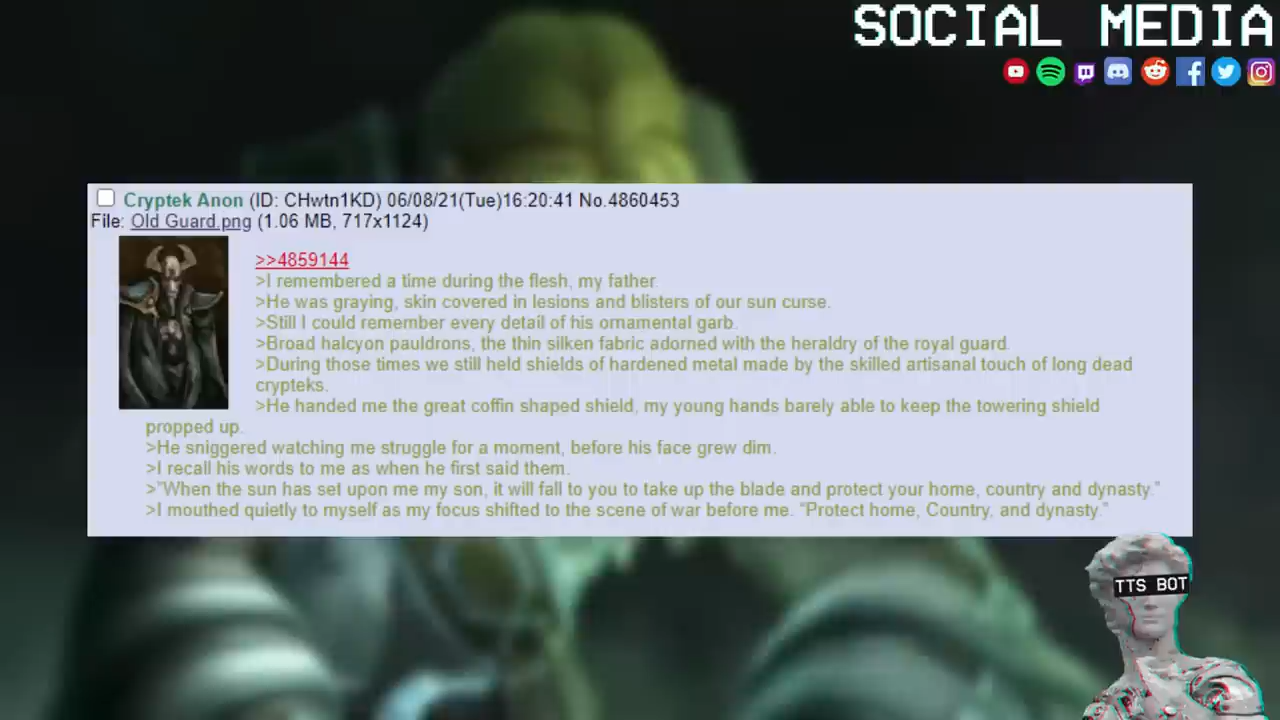 SOCIAL MEDIA
Cryptek Anon (ID: CHwtn1KD) 06/08/21(Tue)16:20:41 No.4860453
File: Old Guard.png (1.06 MB, 717x1124)
>>4859144
>I remembered a time during the flesh, my father.
>He was graying, skin covered in lesions and blisters of our sun curse.
>Still I could remember every detail of his ornamental garb.
>Broad halcyon pauldrons, the thin silken fabric adorned with the heraldry of the royal guard.
>During those times we still held shields of hardened metal made by the skilled artisanal touch of long dead
crypteks.
>He handed me the great coffin shaped shield, my young hands barely able to keep the towering shield
propped up.
>He sniggered watching me struggle for a moment, before his face grew dim.
>I recall his words to me as when he first said them.
>"When the sun has set upon me my son, it will fall to you to take up the blade and protect your home, country and dynasty."
>I mouthed quietly to myself as my focus shifted to the scene of war before me. "Protect home, Country, and dynasty."
TTS BOT